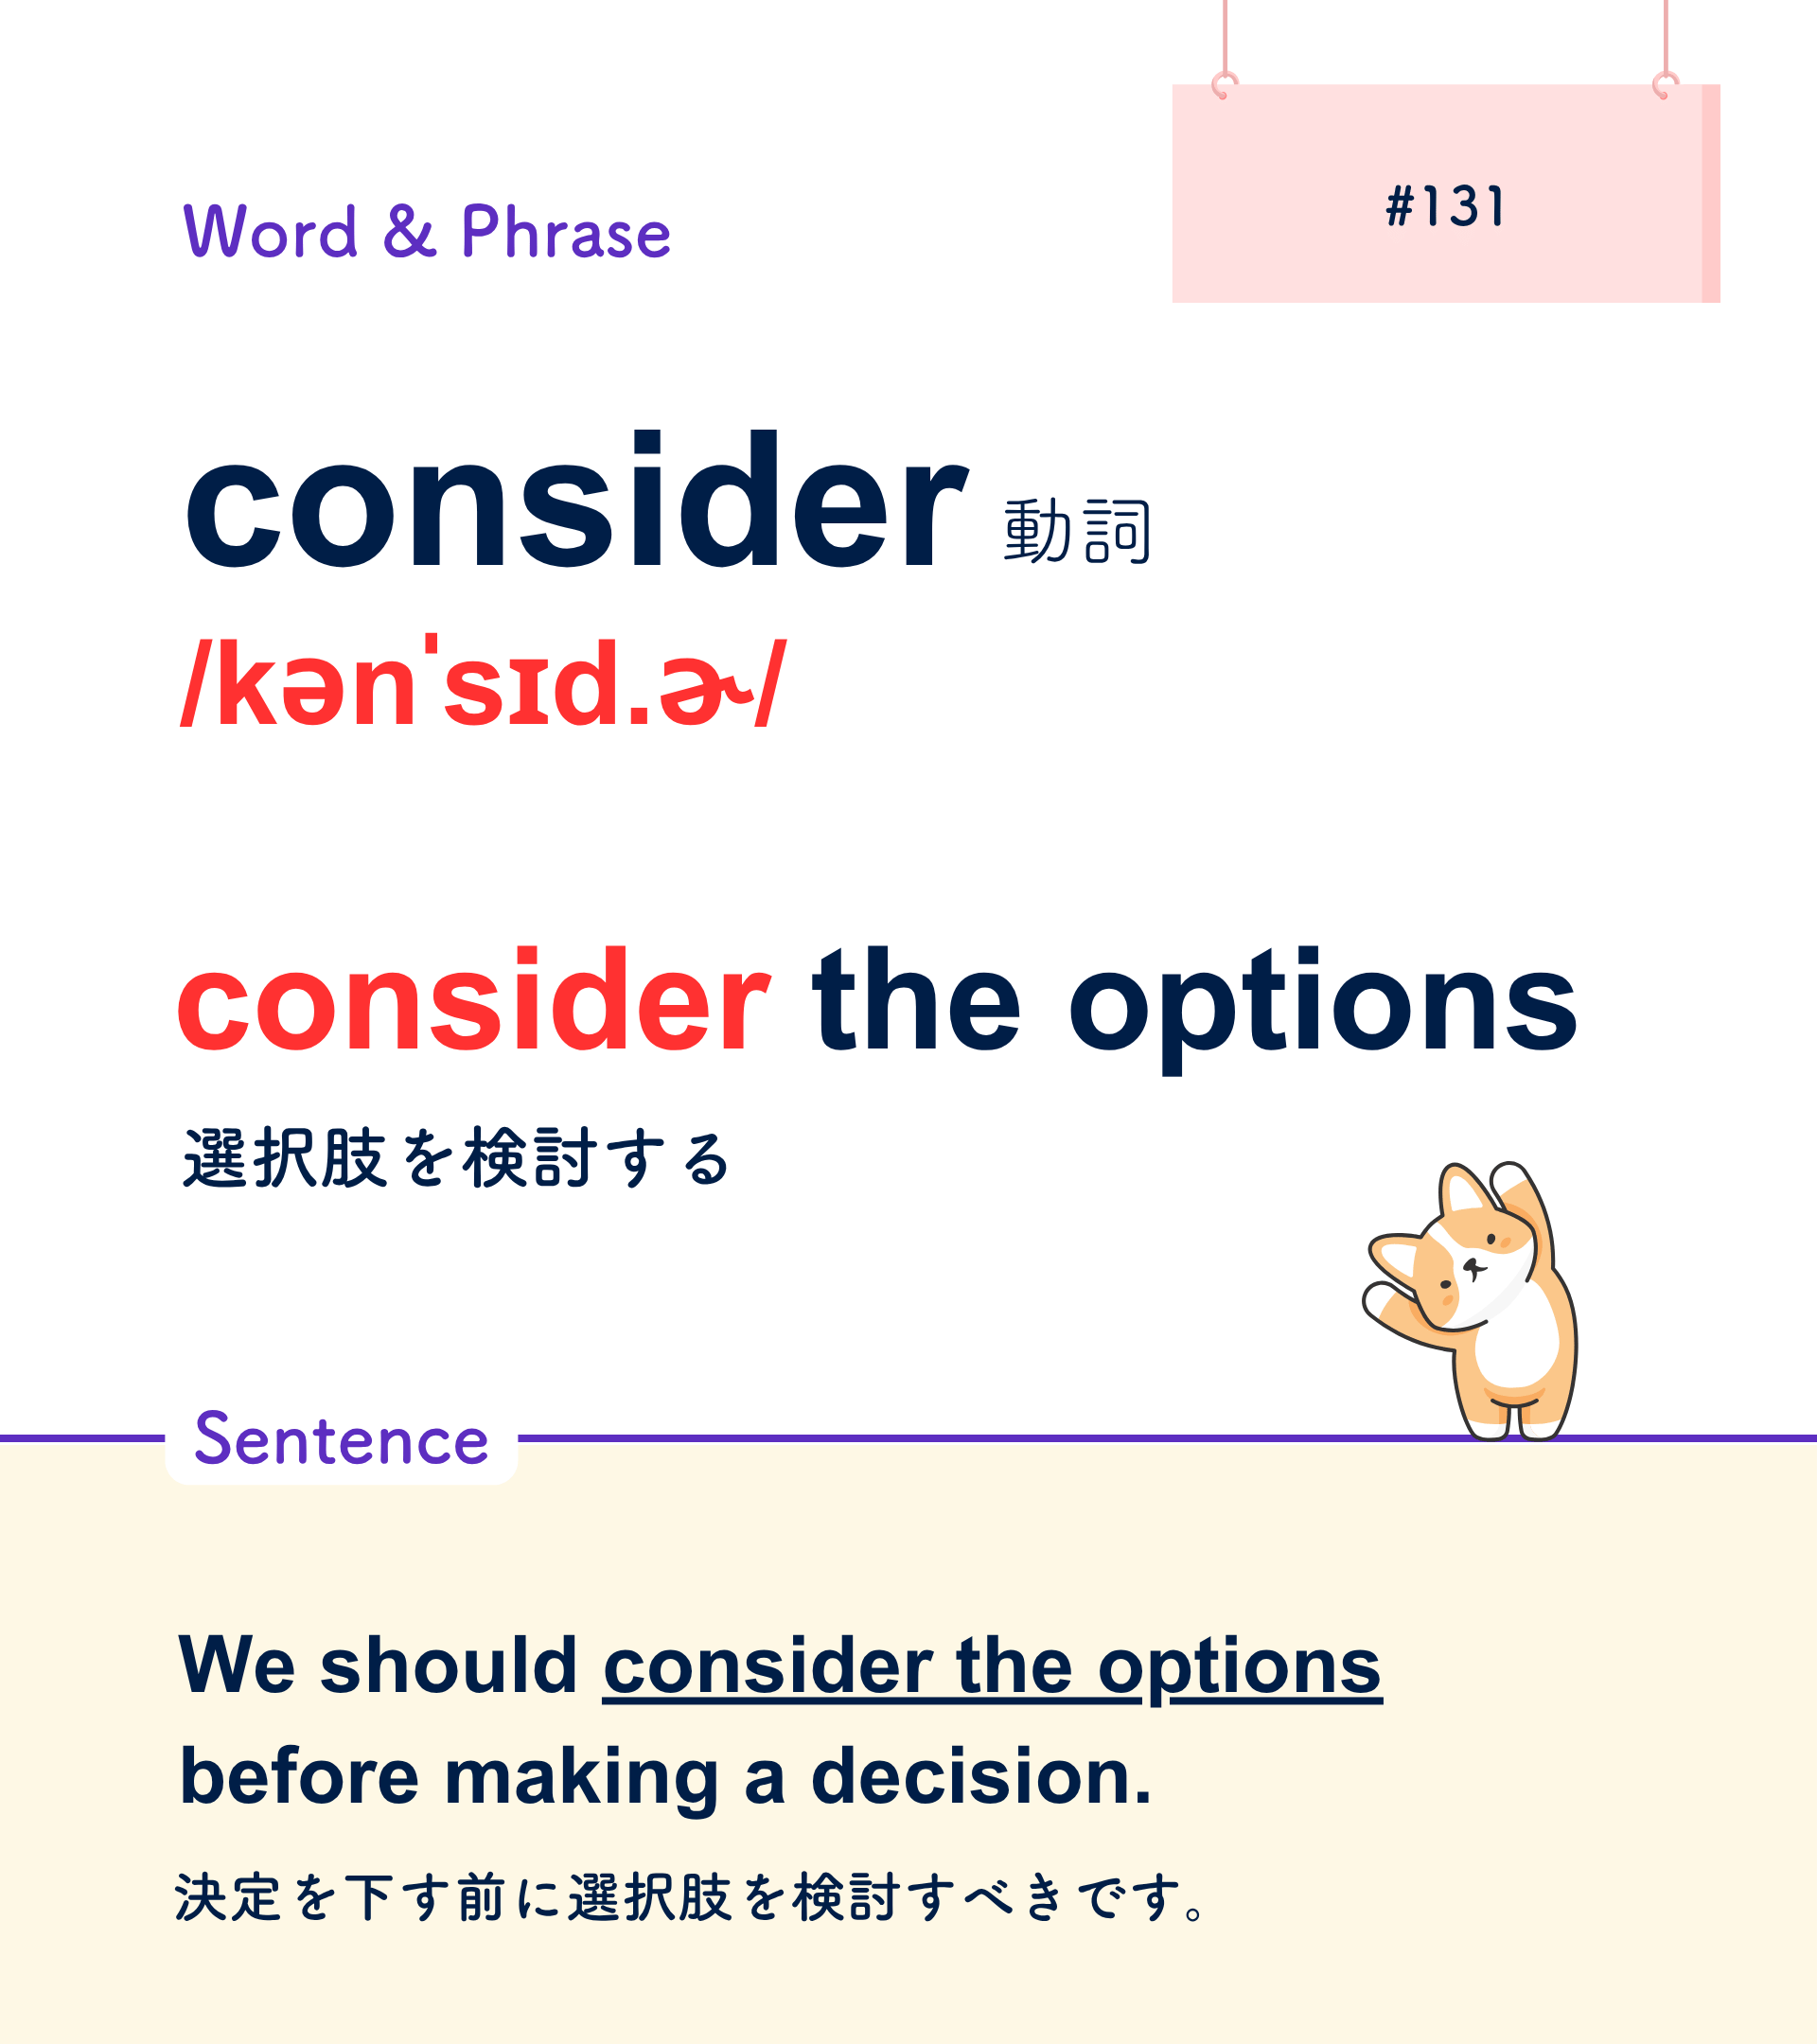 #131
Word & Phrase
consider 動詞
/kənˈsɪd.ɚ/
consider the options
選択肢を検討する
Sentence
We should consider the options
before making a decision.
決定を下す前に選択肢を検討すべきです。